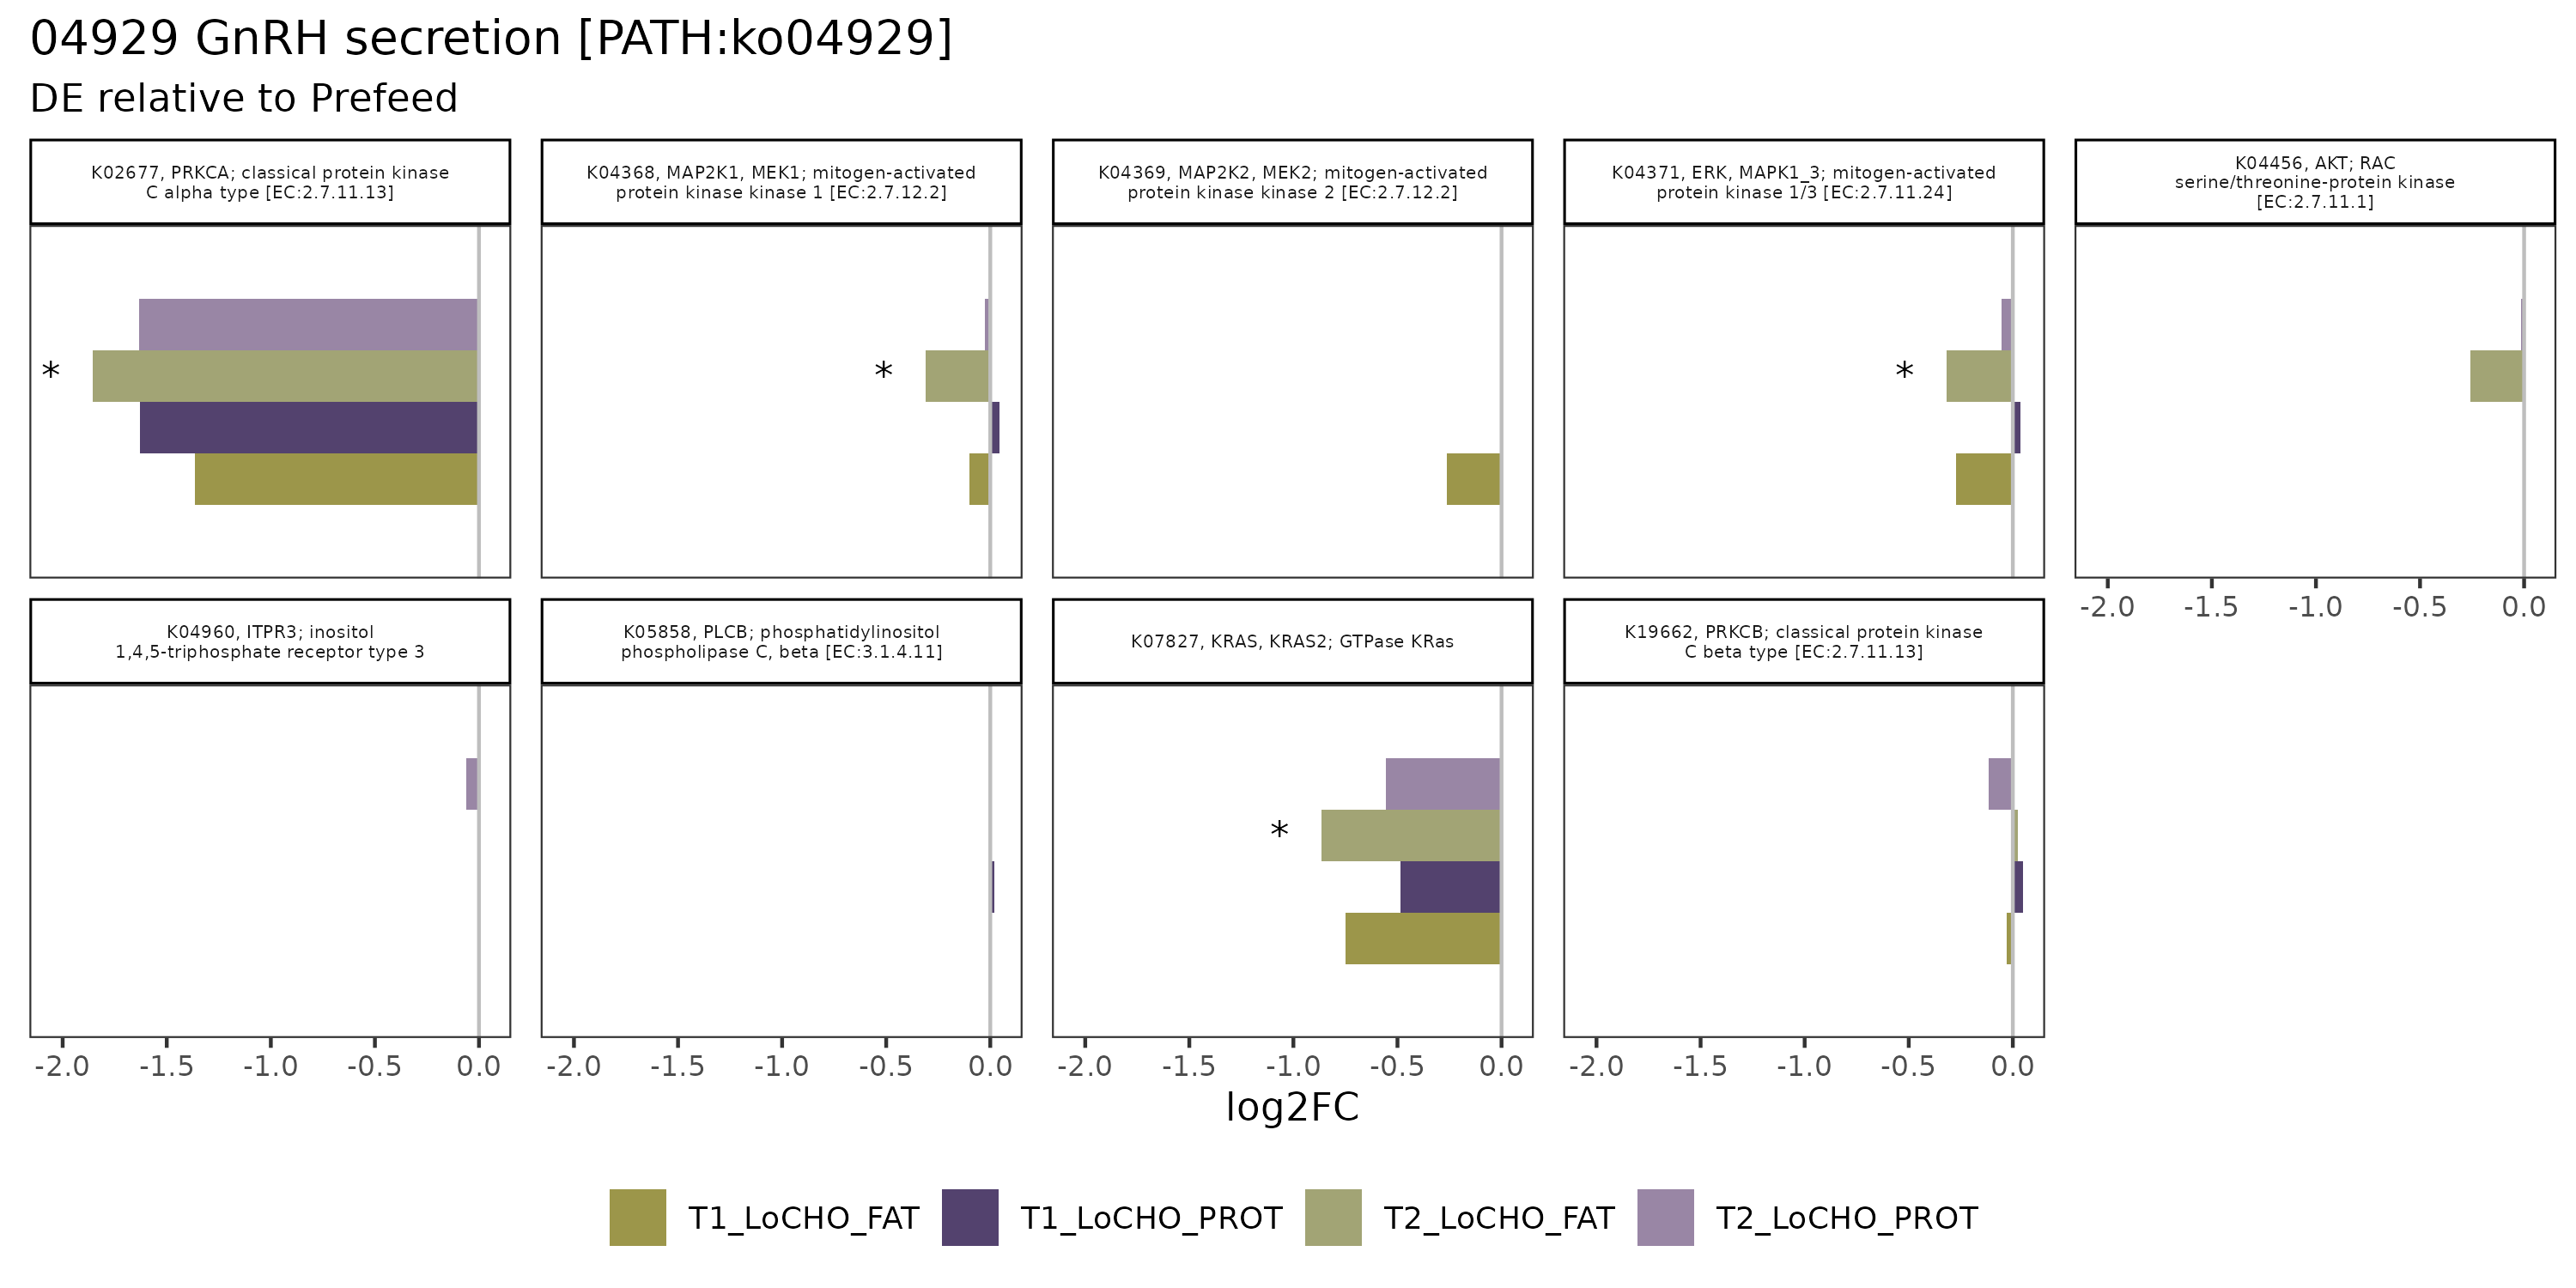 04929 GnRH secretion [PATH:ko04929]
DE relative to Prefeed
K02677, PRKCA; classical protein kinase
C alpha type [EC:2.7.11.13]
K04368, MAP2K1, MEK1; mitogen-activated
protein kinase kinase 1 [EC:2.7.12.2]
K04369, MAP2K2, MEK2; mitogen-activated
protein kinase kinase 2 [EC:2.7.12.2]
K04371, ERK, MAPK1_3; mitogen-activated
protein kinase 1/3 [EC:2.7.11.24]
K04456, AKT; RAC
serine/threonine-protein kinase
[EC:2.7.11.1]
*
*
*
-2.0 -1.5 -1.0 -0.5 0.0
K04960, ITPR3; inositol
1,4,5-triphosphate receptor type 3
K05858, PLCB; phosphatidylinositol
phospholipase C, beta [EC:3.1.4.11]
K07827, KRAS, KRAS2; GTPase KRas
K19662, PRKCB; classical protein kinase
C beta type [EC:2.7.11.13]
*
-2.0 -1.5 -1.0 -0.5 0.0
-2.0 -1.5 -1.0 -0.5 0.0
-2.0 -1.5 -1.0 -0.5 0.0
-2.0 -1.5 -1.0 -0.5 0.0
log2FC
T1_LoCHO_FAT T1_LoCHO_PROT T2_LoCHO_FAT T2_LoCHO_PROT